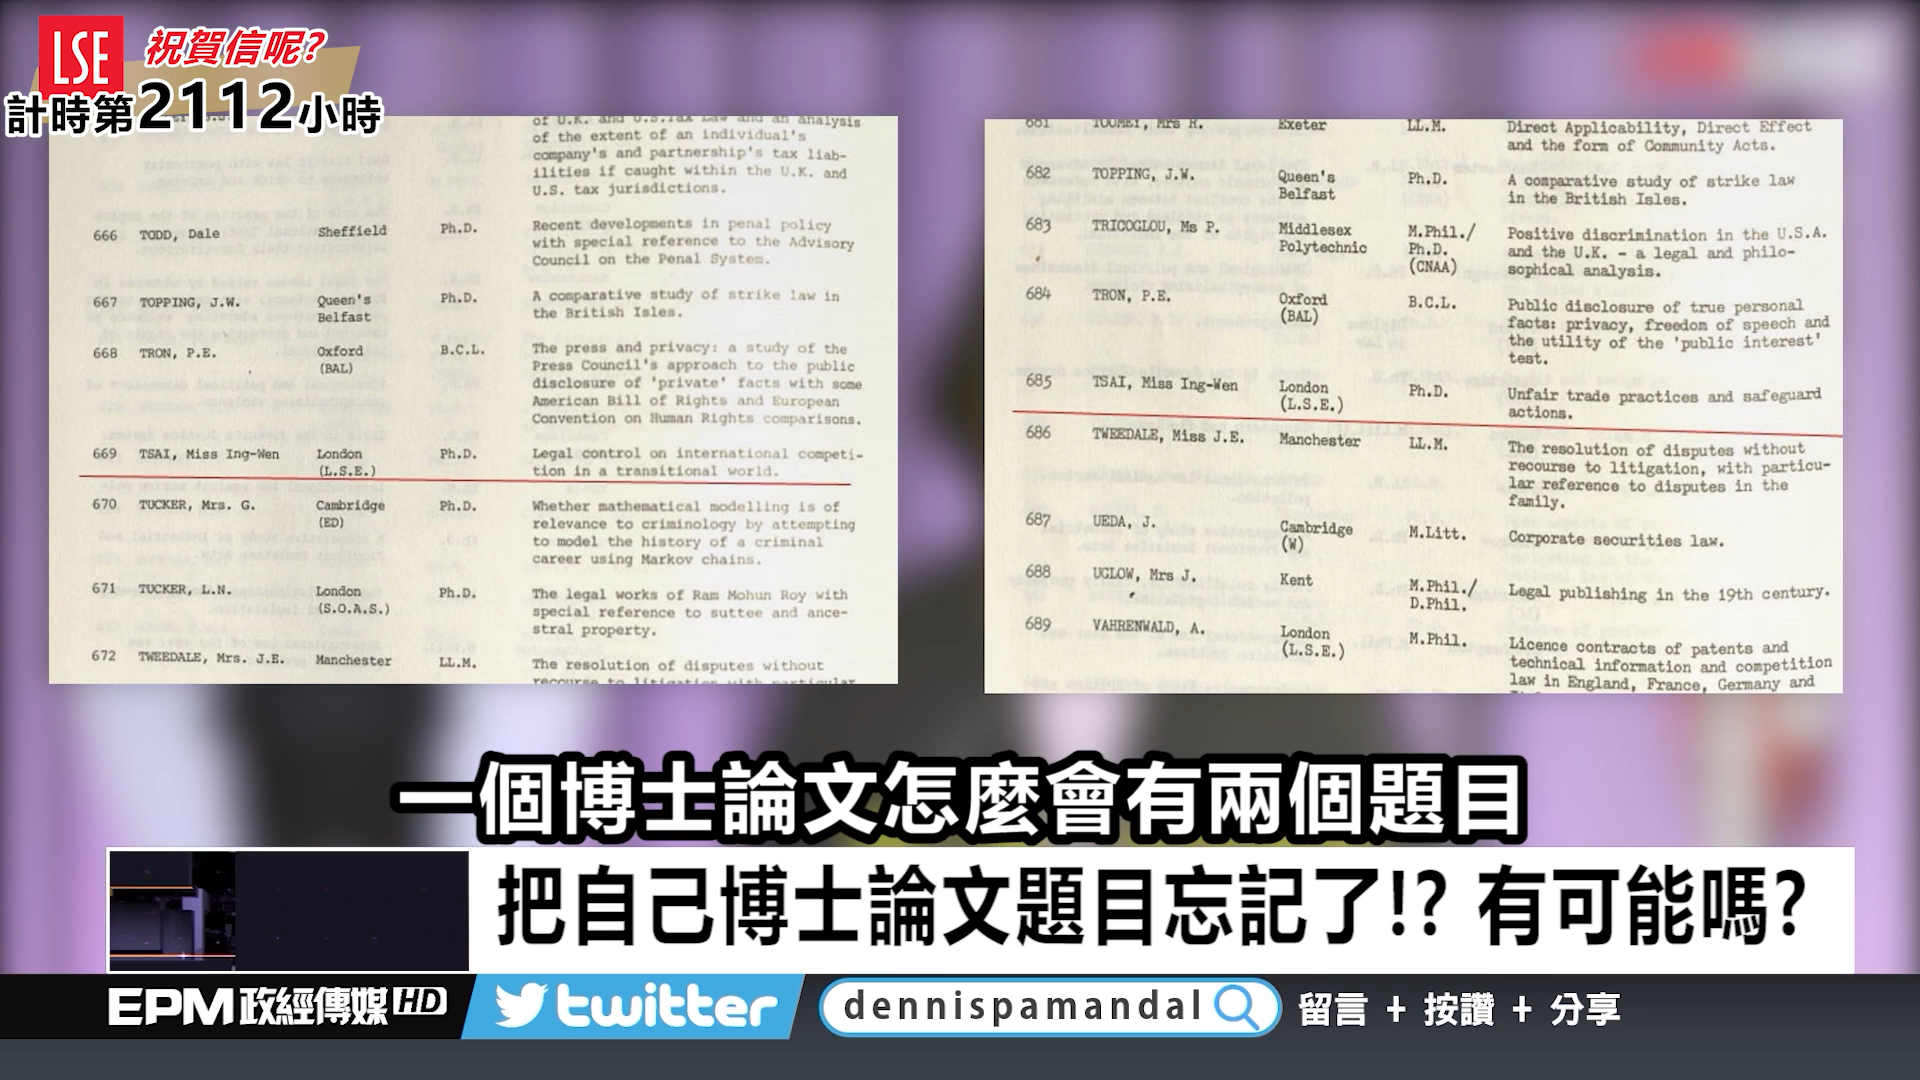 LSE
祝賀信呢?
計時第2112小時
of U.K. and U.S.Tax Law and an analysis
of the extent of an individual's
company's and partnership's tax liab-
ilities if caught within the U.K. and
U.S. tax jurisdictions.
666 TODD, Dale Sheffield Ph.D. Recent developments in penal policy
with special reference to the Advisory
Council on the Penal System.
667 TOPPING, J.W. Queen's Ph.D. A comparative study of strike law in
Belfast the British Isles.
668 TRON, P.E. Oxford B.C.L. The press and privacy: a study of the
(BAL) Press Council's approach to the public
disclosure of 'private' facts with some
American Bill of Rights and European
Convention on Human Rights comparisons.
669 TSAI, Miss Ing-Wen London Ph.D. Legal control on international competi-
(L.S.E.) tion in a transitional world.
670 TUCKER, Mrs. G. Cambridge Ph.D. Whether mathematical modelling is of
(ED) relevance to criminology by attempting
to model the history of a criminal
career using Markov chains.
671 TUCKER, L.N. London Ph.D. The legal works of Ram Mohun Roy with
(S.O.A.S.) special reference to suttee and ance-
stral property.
672 TWEEDALE, Mrs. J.E. Manchester LL.M. The resolution of disputes without
recourse to litigation with particular
681 TOOMEY, Mrs R. Exeter LL.M. Direct Applicability, Direct Effect
and the form of Community Acts.
682 TOPPING, J.W. Queen's Ph.D. A comparative study of strike law
Belfast in the British Isles.
683 TRICOGLOU, Ms P. Middlesex M.Phil./ Positive discrimination in the U.S.A.
Polytechnic Ph.D. and the U.K. - a legal and philo-
(CNAA) sophical analysis.
684 TRON, P.E. Oxford B.C.L. Public disclosure of true personal
(BAL) facts: privacy, freedom of speech and
the utility of the 'public interest'
test.
685 TSAI, Miss Ing-Wen London Ph.D. Unfair trade practices and safeguard
(L.S.E.) actions.
686 TWEEDALE, Miss J.E. Manchester LL.M. The resolution of disputes without
recourse to litigation, with particu-
lar reference to disputes in the
family.
687 UEDA, J. Cambridge M.Litt. Corporate securities law.
(W)
688 UGLOW, Mrs J. Kent M.Phil./ Legal publishing in the 19th century.
D.Phil.
689 VAHRENWALD, A. London M.Phil. Licence contracts of patents and
(L.S.E.) technical information and competition
law in England, France, Germany and
一個博士論文怎麼會有兩個題目
把自己博士論文題目忘記了!? 有可能嗎?
EPM政經傳媒HD twitter dennispamandal 留言 + 按讚 + 分享